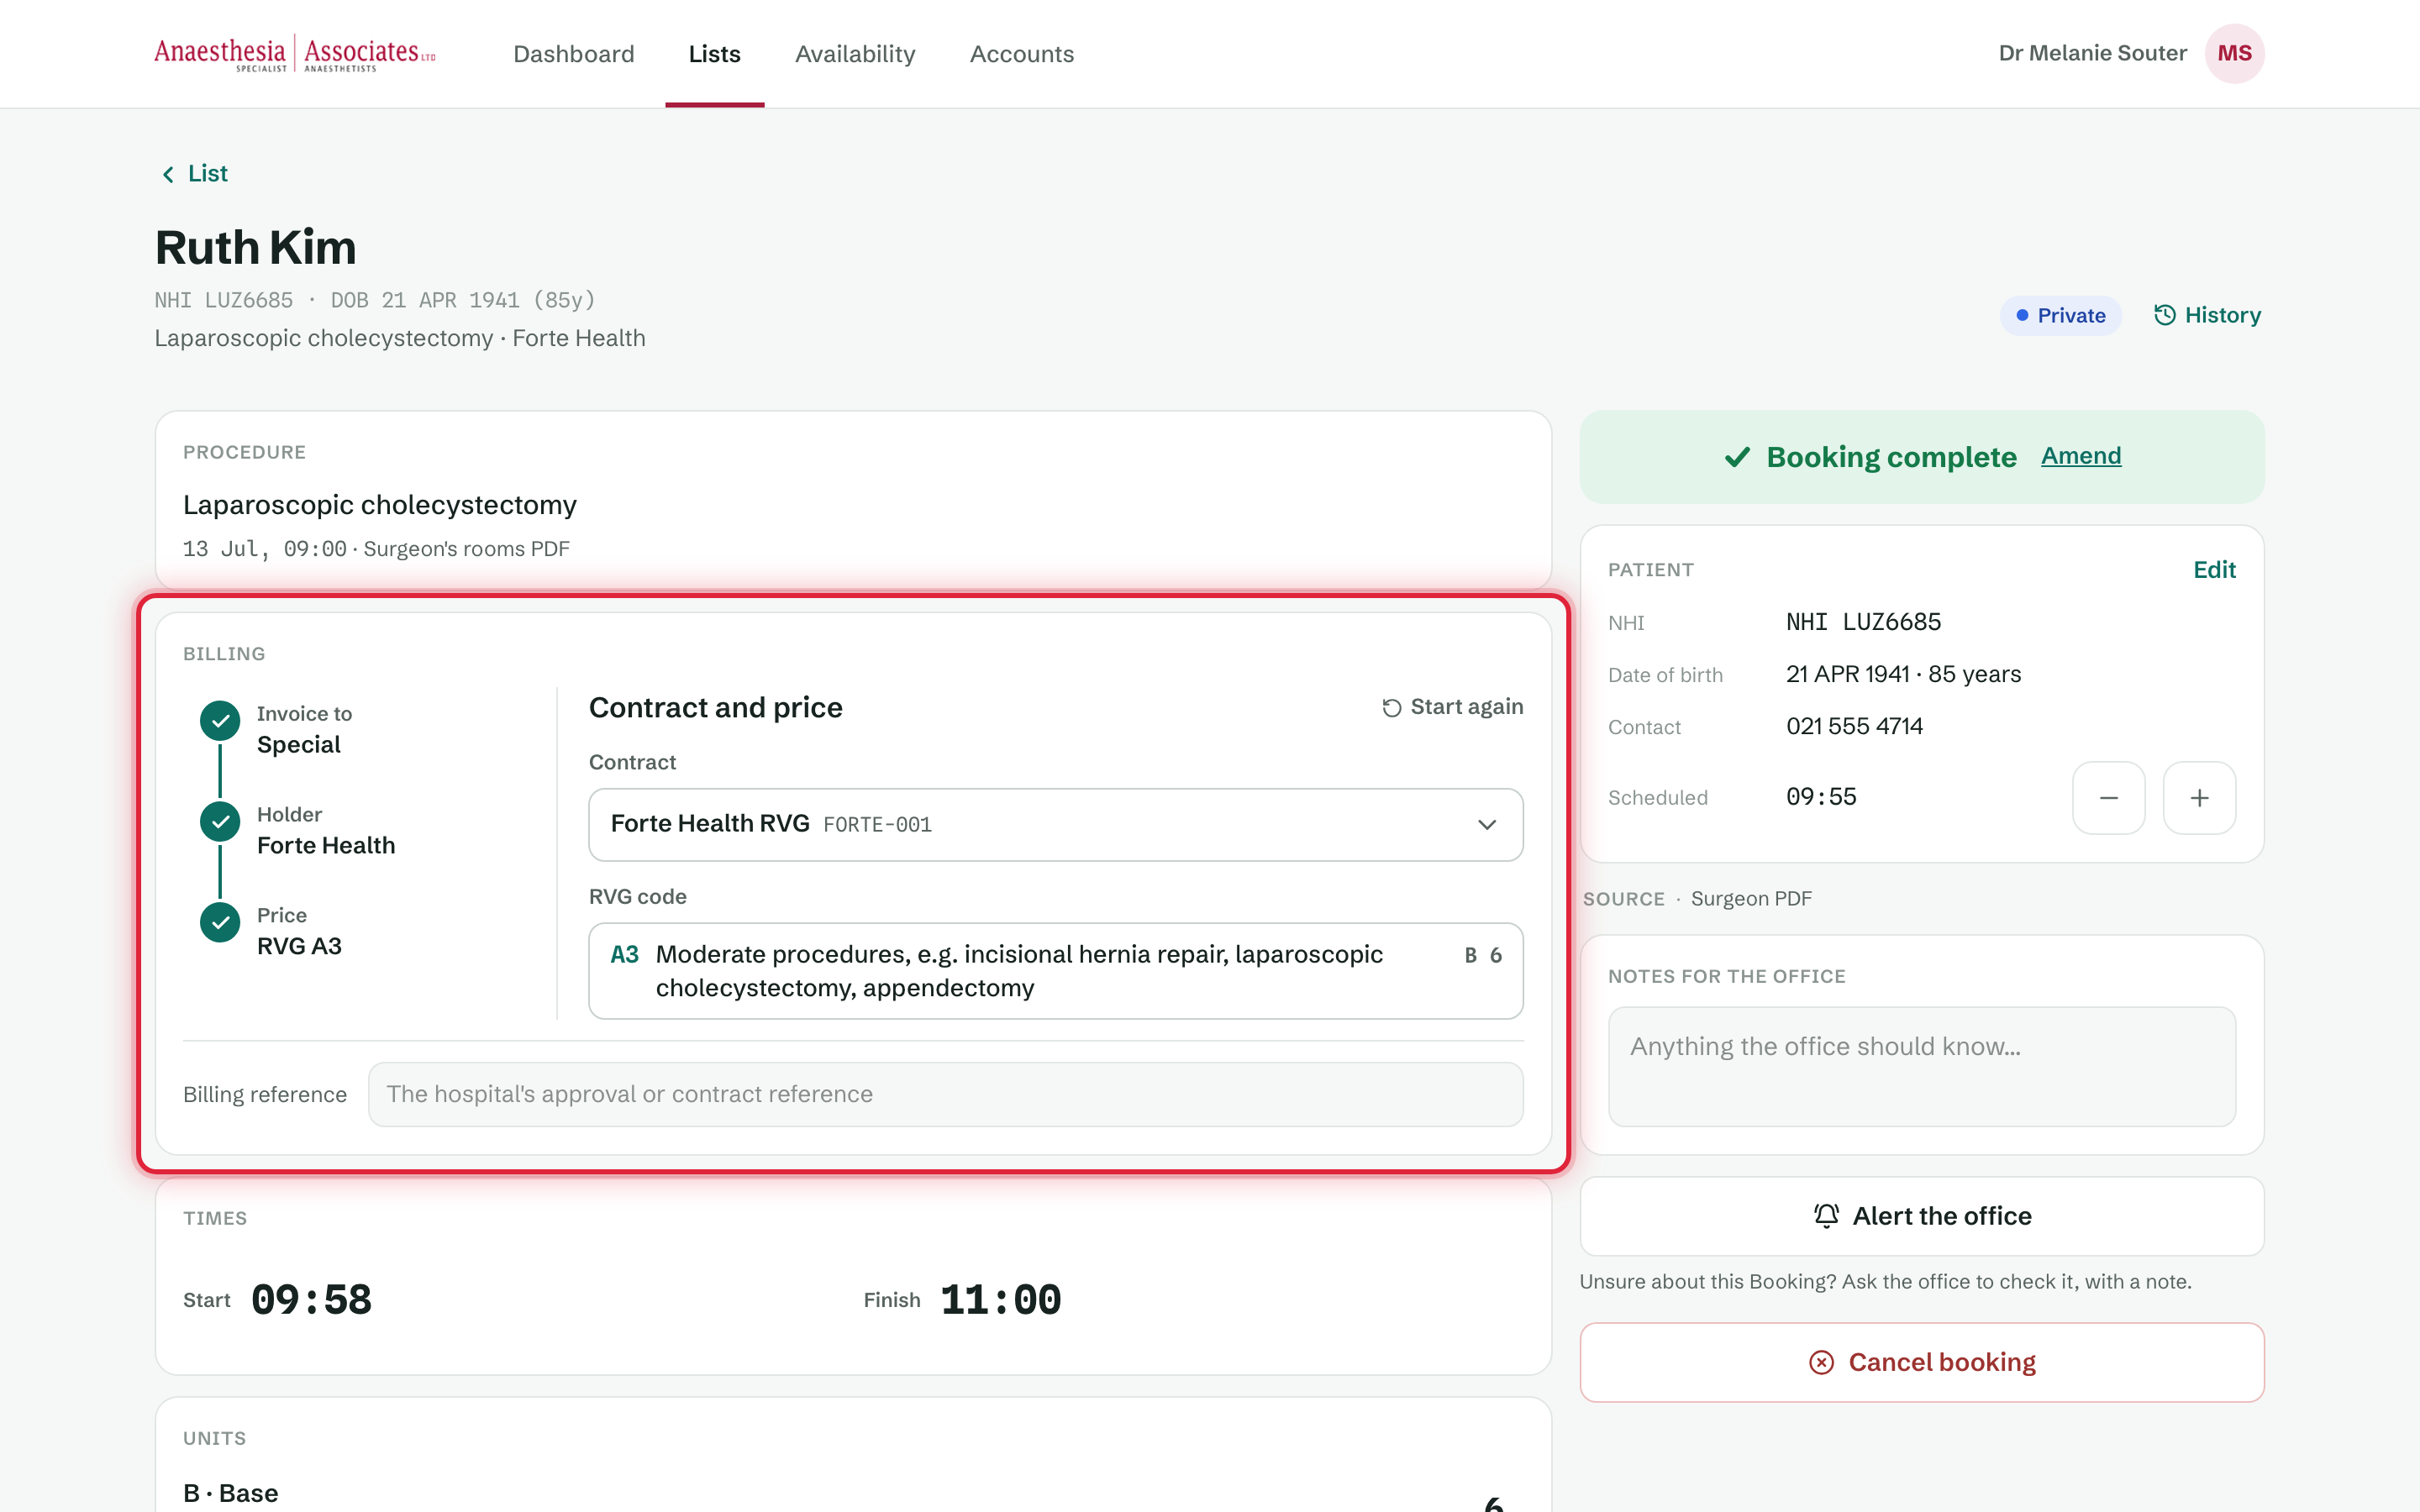 Anaesthesia Associates LTD
SPECIALIST ANAESTHETISTS
Dashboard
Lists
Availability
Accounts
Dr Melanie Souter
MS
List
Ruth Kim
NHI LUZ6685 · DOB 21 APR 1941 (85y)
Laparoscopic cholecystectomy · Forte Health
Private
History
PROCEDURE
Laparoscopic cholecystectomy
13 Jul, 09:00 · Surgeon's rooms PDF
BILLING
Invoice to
Special
Holder
Forte Health
Price
RVG A3
Contract and price
Start again
Contract
Forte Health RVG FORTE-001
RVG code
A3 Moderate procedures, e.g. incisional hernia repair, laparoscopic B 6
cholecystectomy, appendectomy
Billing reference
The hospital's approval or contract reference
TIMES
Start 09:58
Finish 11:00
UNITS
B · Base
6
Booking complete Amend
PATIENT
Edit
NHI NHI LUZ6685
Date of birth 21 APR 1941 · 85 years
Contact 021 555 4714
Scheduled 09:55
SOURCE · Surgeon PDF
NOTES FOR THE OFFICE
Anything the office should know...
Alert the office
Unsure about this Booking? Ask the office to check it, with a note.
Cancel booking